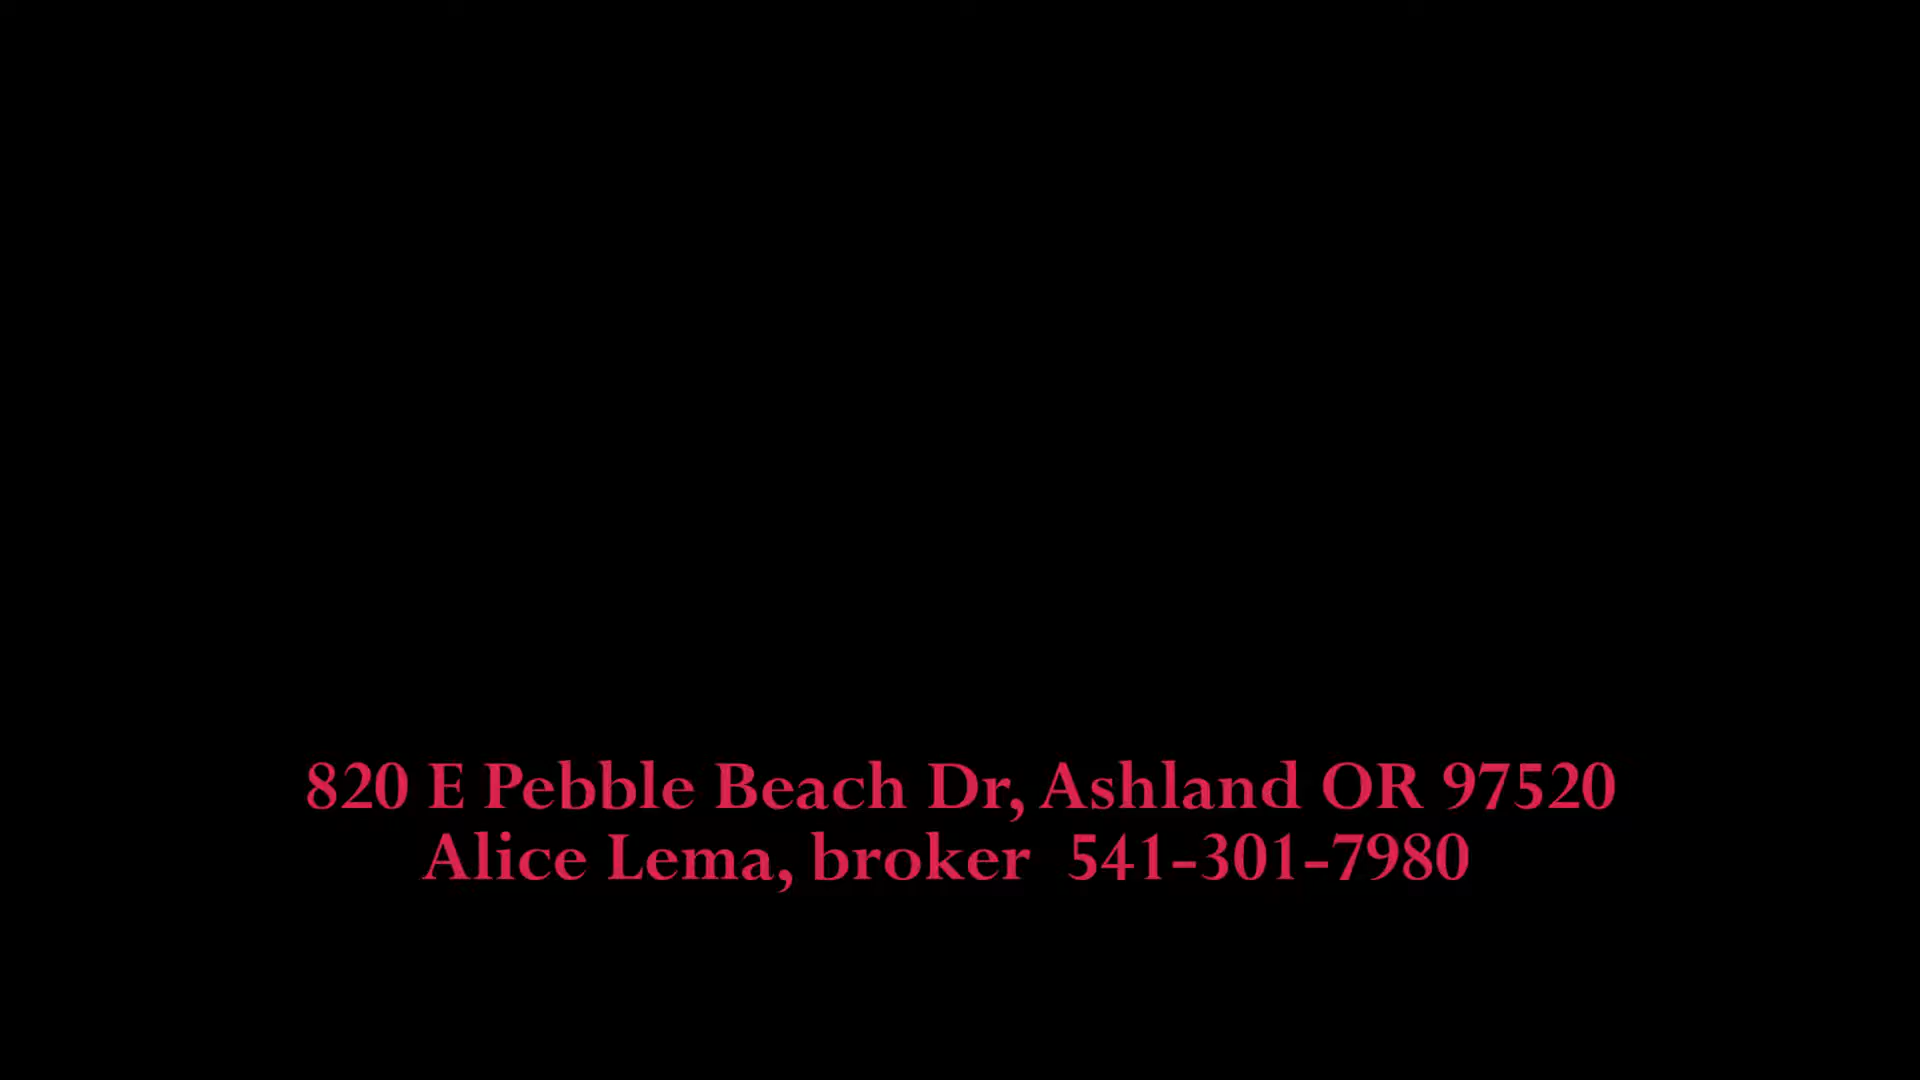 820 E Pebble Beach Dr, Ashland OR 97520
Alice Lema, broker  541-301-7980